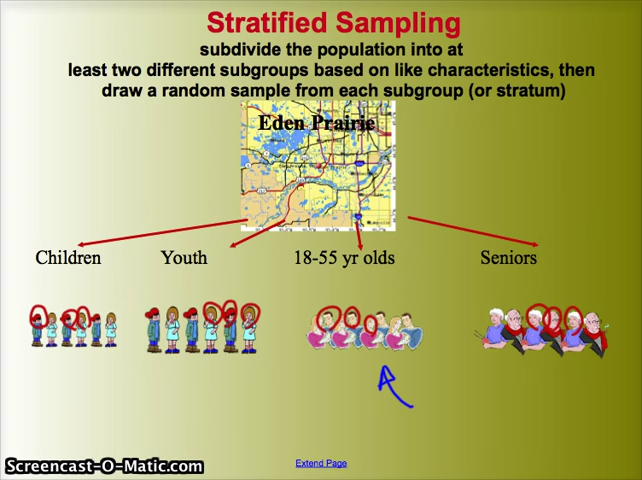 Stratified Sampling
subdivide the population into at
least two different subgroups based on like characteristics, then
draw a random sample from each subgroup (or stratum)
Eden Prairie
Children Youth 18-55 yr olds Seniors
Extend Page
Screencast-O-Matic.com